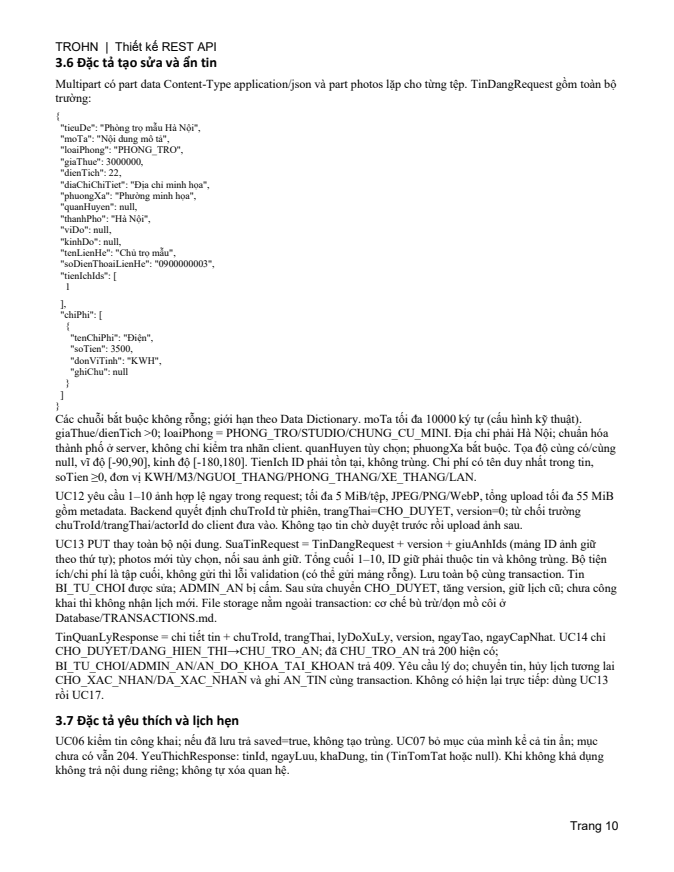 TROHN | Thiết kế REST API
3.6 Đặc tả tạo sửa và ẩn tin
Multipart có part data Content-Type application/json và part photos lặp cho từng tệp. TinDangRequest gồm toàn bộ
trường:
{
"tieuDe": "Phòng trọ mẫu Hà Nội",
"moTa": "Nội dung mô tả",
"loaiPhong": "PHONG_TRO",
"giaThue": 3000000,
"dienTich": 22,
"diaChiChiTiet": "Địa chỉ minh họa",
"phuongXa": "Phường minh họa",
"quanHuyen": null,
"thanhPho": "Hà Nội",
"viDo": null,
"kinhDo": null,
"tenLienHe": "Chủ trọ mẫu",
"soDienThoaiLienHe": "0900000003",
"tienIchIds": [
1
],
"chiPhi": [
{
"tenChiPhi": "Điện",
"soTien": 3500,
"donViTinh": "KWH",
"ghiChu": null
}
]
}
Các chuỗi bắt buộc không rỗng; giới hạn theo Data Dictionary. moTa tối đa 10000 ký tự (cấu hình kỹ thuật).
giaThue/dienTich >0; loaiPhong = PHONG_TRO/STUDIO/CHUNG_CU_MINI. Địa chỉ phải Hà Nội; chuẩn hóa
thành phố ở server, không chỉ kiểm tra nhãn client. quanHuyen tùy chọn; phuongXa bắt buộc. Tọa độ cùng có/cùng
null, vĩ độ [-90,90], kinh độ [-180,180]. TienIch ID phải tồn tại, không trùng. Chi phí có tên duy nhất trong tin,
soTien ≥0, đơn vị KWH/M3/NGUOI_THANG/PHONG_THANG/XE_THANG/LAN.
UC12 yêu cầu 1–10 ảnh hợp lệ ngay trong request; tối đa 5 MiB/tệp, JPEG/PNG/WebP, tổng upload tối đa 55 MiB
gồm metadata. Backend quyết định chuTroId từ phiên, trangThai=CHO_DUYET, version=0; từ chối trường
chuTroId/trangThai/actorId do client đưa vào. Không tạo tin chờ duyệt trước rồi upload ảnh sau.
UC13 PUT thay toàn bộ nội dung. SuaTinRequest = TinDangRequest + version + giuAnhIds (mảng ID ảnh giữ
theo thứ tự); photos mới tùy chọn, nối sau ảnh giữ. Tổng cuối 1–10, ID giữ phải thuộc tin và không trùng. Bộ tiện
ích/chi phí là tập cuối, không gửi thì lỗi validation (có thể gửi mảng rỗng). Lưu toàn bộ cùng transaction. Tin
BI_TU_CHOI được sửa; ADMIN_AN bị cấm. Sau sửa chuyển CHO_DUYET, tăng version, giữ lịch cũ; chưa công
khai thì không nhận lịch mới. File storage nằm ngoài transaction: cơ chế bù trừ/dọn mồ côi ở
Database/TRANSACTIONS.md.
TinQuanLyResponse = chi tiết tin + chuTroId, trangThai, lyDoXuLy, version, ngayTao, ngayCapNhat. UC14 chỉ
CHO_DUYET/DANG_HIEN_THI→CHU_TRO_AN; đã CHU_TRO_AN trả 200 hiện có;
BI_TU_CHOI/ADMIN_AN/AN_DO_KHOA_TAI_KHOAN trả 409. Yêu cầu lý do; chuyển tin, hủy lịch tương lai
CHO_XAC_NHAN/DA_XAC_NHAN và ghi AN_TIN cùng transaction. Không có hiện lại trực tiếp: dùng UC13
rồi UC17.
3.7 Đặc tả yêu thích và lịch hẹn
UC06 kiểm tin công khai; nếu đã lưu trả saved=true, không tạo trùng. UC07 bỏ mục của mình kể cả tin ẩn; mục
chưa có vẫn 204. YeuThichResponse: tinId, ngayLuu, khaDung, tin (TinTomTat hoặc null). Khi không khả dụng
không trả nội dung riêng; không tự xóa quan hệ.
Trang 10